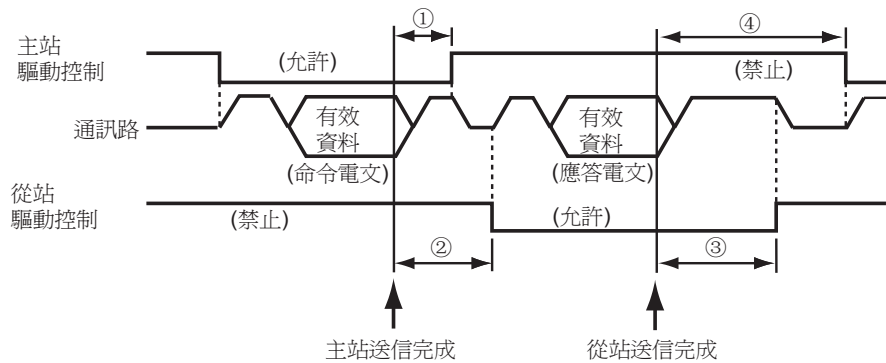 ①
④
主站
驅動控制
(允許)
(禁止)
通訊路
有效
資料
有效
資料
(命令電文)
(應答電文)
從站
驅動控制
(禁止)
(允許)
②
③
主站送信完成
從站送信完成